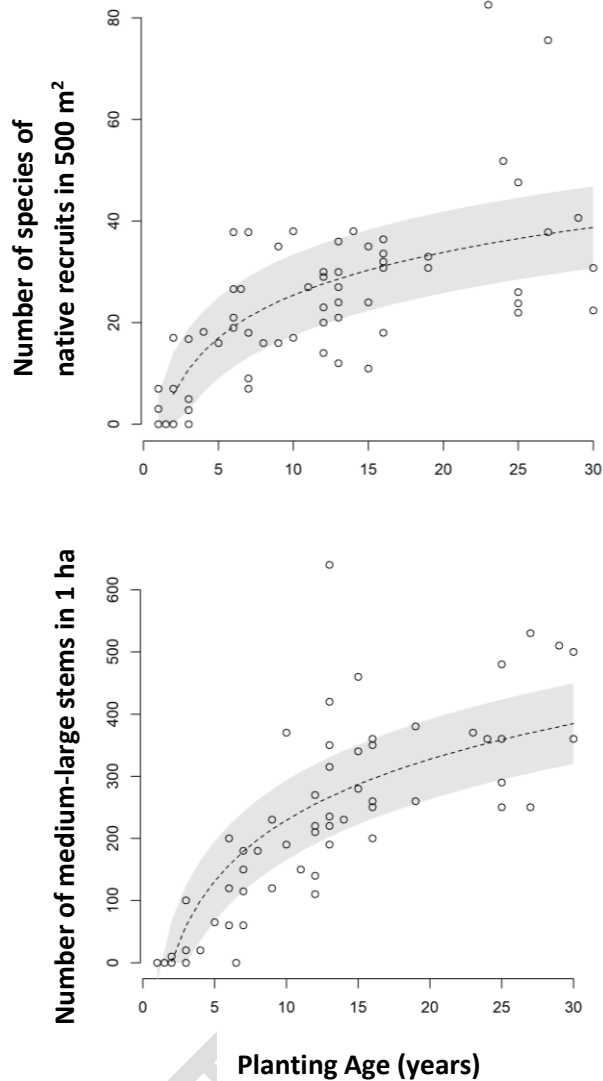 Number of species of
native recruits in 500 m²
80
60
40
20
0
0 5 10 15 20 25 30
Number of medium-large stems in 1 ha
600
500
400
300
200
100
0
0 5 10 15 20 25 30
Planting Age (years)